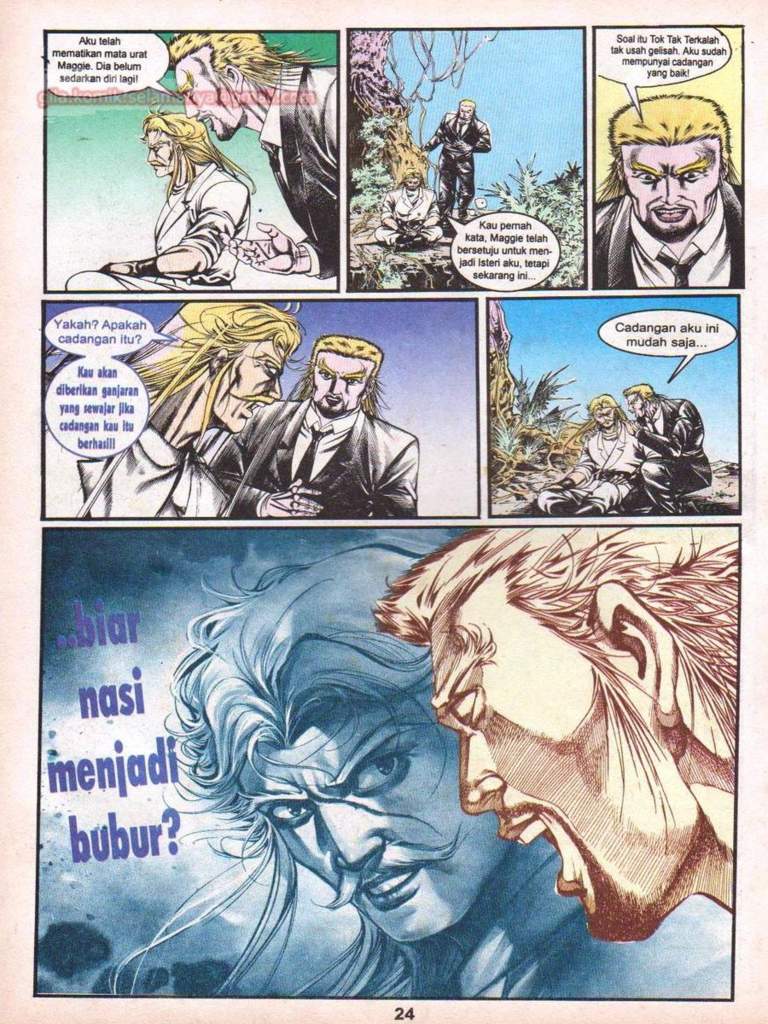 Aku telah
mematikan mata urat
Maggie. Dia belum
sedarkan diri lagi!
Kau pernah
kata, Maggie telah
bersetuju untuk men-
jadi isteri aku, tetapi
sekarang ini...
Soal itu Tok Tak Terkalah
tak usah gelisah. Aku sudah
mempunyai cadangan
yang baik!
Yakah? Apakah
cadangan itu?
Kau akan
diberikan ganjaran
yang sewajar jika
cadangan kau itu
berhasil!
Cadangan aku ini
mudah saja...
..biar
nasi
menjadi
bubur?
24